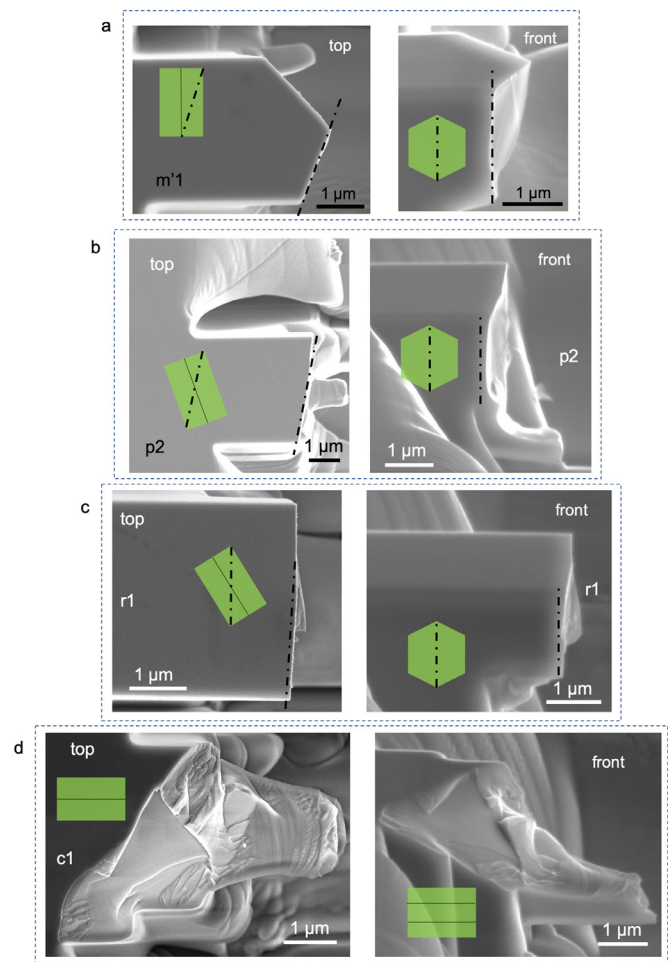 a
top
front
m'1
1 µm
1 µm
b
top
front
p2
p2
1 µm
1 µm
c
top
front
r1
r1
1 µm
1 µm
d
top
front
c1
1 µm
1 µm